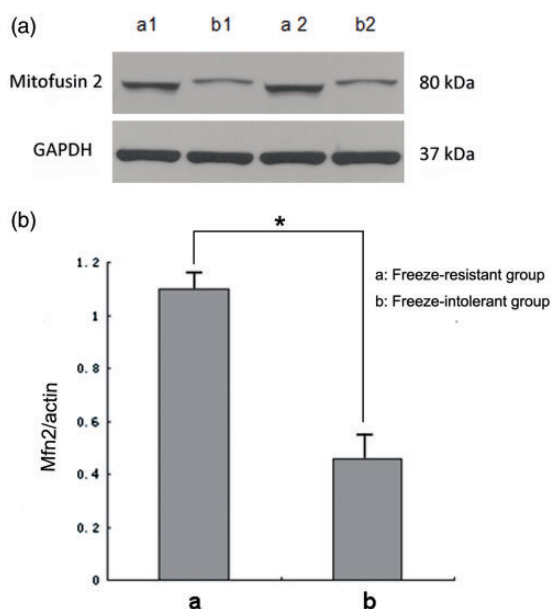 (a)
a1 b1 a 2 b2
Mitofusin 2 80 kDa
GAPDH 37 kDa
(b)
*
1.2
1
0.8
0.6
0.4
0.2
0
Mfn2/actin
a: Freeze-resistant group
b: Freeze-intolerant group
a b